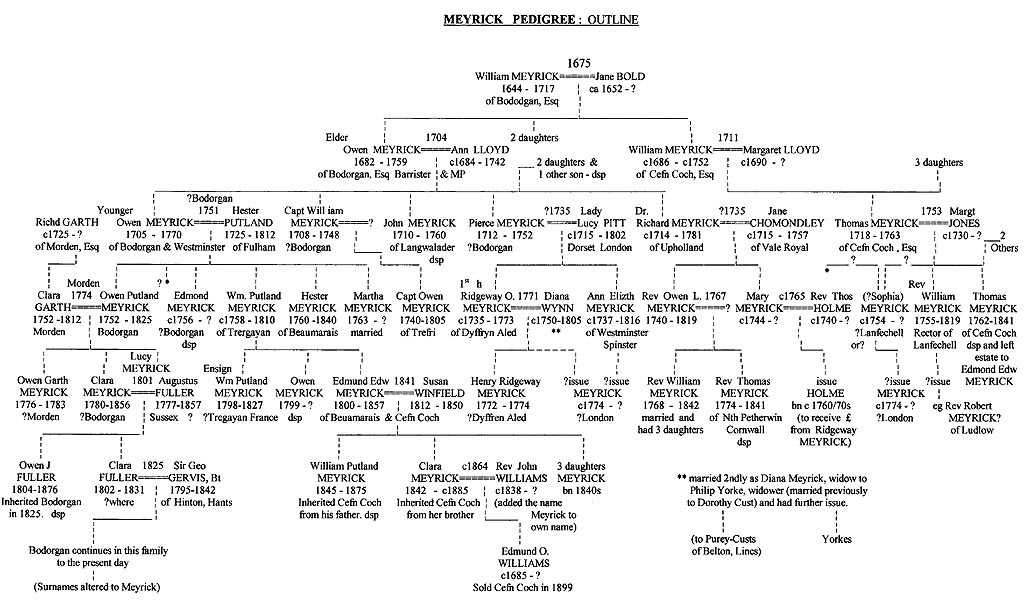 MEYRICK PEDIGREE : OUTLINE
1675
William MEYRICK======Jane BOLD
1644 - 1717 ca 1652 - ?
of Bododgan, Esq
Elder 1704 2 daughters 1711
Owen MEYRICK=====Ann LLOYD William MEYRICK=====Margaret LLOYD
1682 - 1759 c1684 - 1742 2 daughters & c1686 - c1752 c1690 - ? 3 daughters
of Bodorgan, Esq Barrister & MP 1 other son - dsp of Cefn Coch, Esq
?Bodorgan
Younger 1751 Hester Capt William ?1735 Lady Dr. ?1735 Jane 1753 Margt
Richd GARTH Owen MEYRICK=====PUTLAND MEYRICK=====? John MEYRICK Pierce MEYRICK=====Lucy PITT Richard MEYRICK=====CHOMONDLEY Thomas MEYRICK=====JONES
c1725 - ? 1705 - 1770 1725 - 1812 1708 - 1748 1710 - 1760 1712 - 1752 c1715 - 1802 c1714 - 1781 c1715 - 1757 1718 - 1763 c1730 - ? 2
of Morden, Esq of Bodorgan & Westminster of Fulham ?Bodorgan of Langwalader ?Bodorgan Dorset London of Upholland of Vale Royal of Cefn Coch , Esq Others
dsp ? ?
Morden ? * 1st h * Rev
Clara 1774 Owen Putland Edmond Wm. Putland Hester Martha Capt Owen Ridgeway O. 1771 Diana Ann Elizth Rev Owen L. 1767 Mary c1765 Rev Thos (?Sophia) William Thomas
GARTH=====MEYRICK MEYRICK MEYRICK MEYRICK MEYRICK MEYRICK MEYRICK=====WYNN MEYRICK MEYRICK=====? MEYRICK=====HOLME MEYRICK MEYRICK MEYRICK
1752 -1812 1752 - 1825 c1756 - ? c1758 - 1810 1760 -1840 1763 - ? 1740-1805 c1735 - 1773 c1750-1805 c1737 -1816 1740 - 1819 c1744 - ? c1740 - ? c1754 - ? 1755-1819 1762-1841
Morden Bodorgan ?Bodorgan of Trergayan of Beaumarais married of Trefri of Dyffryn Aled ** of Westminster ?Lanfechell Rector of of Cefn Coch
dsp Spinster or? Lanfechell dsp and left
estate to
Edmond Edw
MEYRICK
Lucy
MEYRICK Ensign
Owen Garth Clara 1801 Augustus Wm Putland Owen Edmund Edw 1841 Susan Henry Ridgeway ?issue ?issue Rev William Rev Thomas issue ?issue ?issue
MEYRICK MEYRICK=====FULLER MEYRICK MEYRICK MEYRICK=====WINFIELD MEYRICK MEYRICK MEYRICK MEYRICK HOLME MEYRICK
1776 - 1783 1780-1856 1777-1857 1798-1827 1799 - ? 1800 - 1857 1812 - 1850 1772 - 1774 c1774 - ? 1768 - 1842 1774 - 1841 bn c 1760/70s c1774 - ? eg Rev Robert
?Morden ?Bodorgan Sussex ? ?Tregayan France dsp of Beaumarais & Cefn Coch ?Dyffren Aled ?London married and of Nth Petherwin (to receive £ ?London MEYRICK?
had 3 daughters Cornwall from Ridgeway of Ludlow
dsp MEYRICK)
Owen J Clara 1825 Sir Geo William Putland Clara c1864 Rev John 3 daughters
FULLER FULLER=====GERVIS, Bt MEYRICK MEYRICK=====WILLIAMS MEYRICK
1804-1876 1802 - 1831 1795-1842 1845 - 1875 1842 - c1885 c1838 - ? bn 1840s
Inherited Bodorgan ?where of Hinton, Hants Inherited Cefn Coch Inherited Cefn Coch (added the name
in 1825. dsp from his father. dsp from her brother Meyrick to
own name)
** married 2ndly as Diana Meyrick, widow to
Philip Yorke, widower (married previously
to Dorothy Cust) and had further issue.
(to Purey-Custs Yorkes
of Belton, Lincs)
Bodorgan continues in this family
to the present day
(Surnames altered to Meyrick)
Edmund O.
WILLIAMS
c1685 - ?
Sold Cefn Coch in 1899